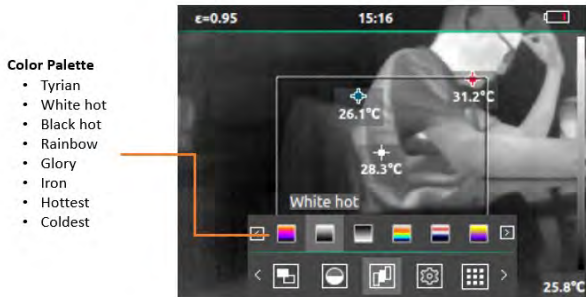 ε=0.95
15:16
Color Palette
• Tyrian
• White hot
• Black hot
• Rainbow
• Glory
• Iron
• Hottest
• Coldest
31.2°C
26.1°C
28.3°C
White hot
25.8°C